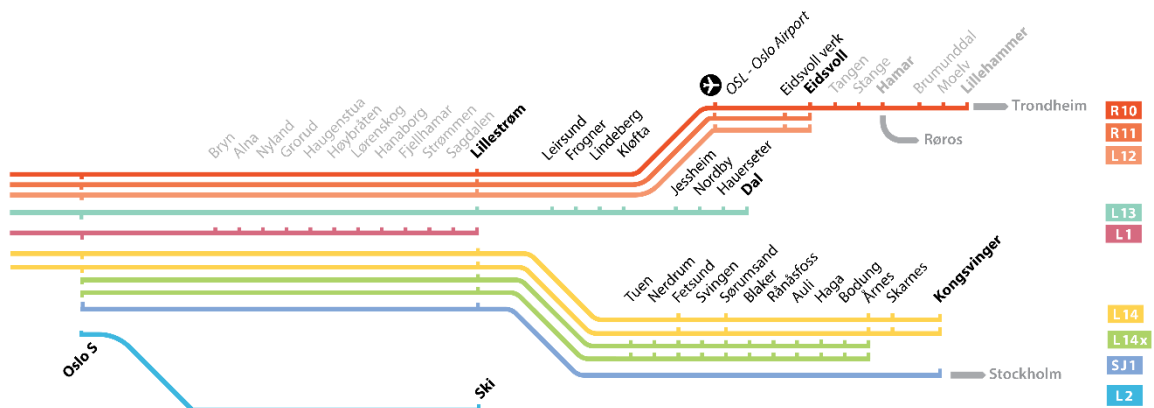 OSL - Oslo Airport
Eidsvoll verk
Eidsvoll
Tangen
Stange
Hamar
Brumunddal
Moelv
Lillehammer
Trondheim
R10
Røros
R11
L12
Bryn
Alna
Nyland
Grorud
Haugenstua
Høybråten
Lørenskog
Hanaborg
Fjellhamar
Strømmen
Sagdalen
Lillestrøm
Leirsund
Frogner
Lindeberg
Kløfta
Jessheim
Nordby
Hauerseter
Dal
L13
L1
Tuen
Nerdrum
Fetsund
Svingen
Sørumsand
Blaker
Rånåsfoss
Auli
Haga
Bodung
Årnes
Skarnes
Kongsvinger
L14
L14x
Oslo S
Stockholm
SJ1
Ski
L2